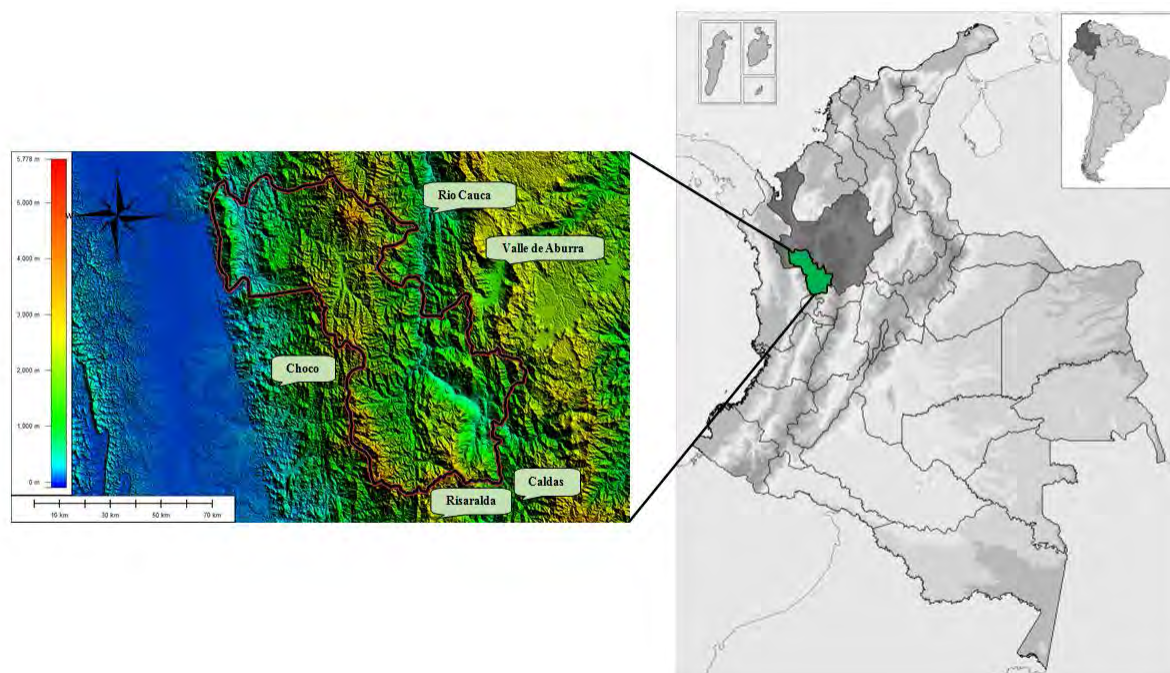 5,778 m
5,000 m
4,000 m
3,000 m
2,000 m
1,000 m
0 m
W
Rio Cauca
Valle de Aburra
Choco
Caldas
Risaralda
10 km
30 km
50 km
70 km